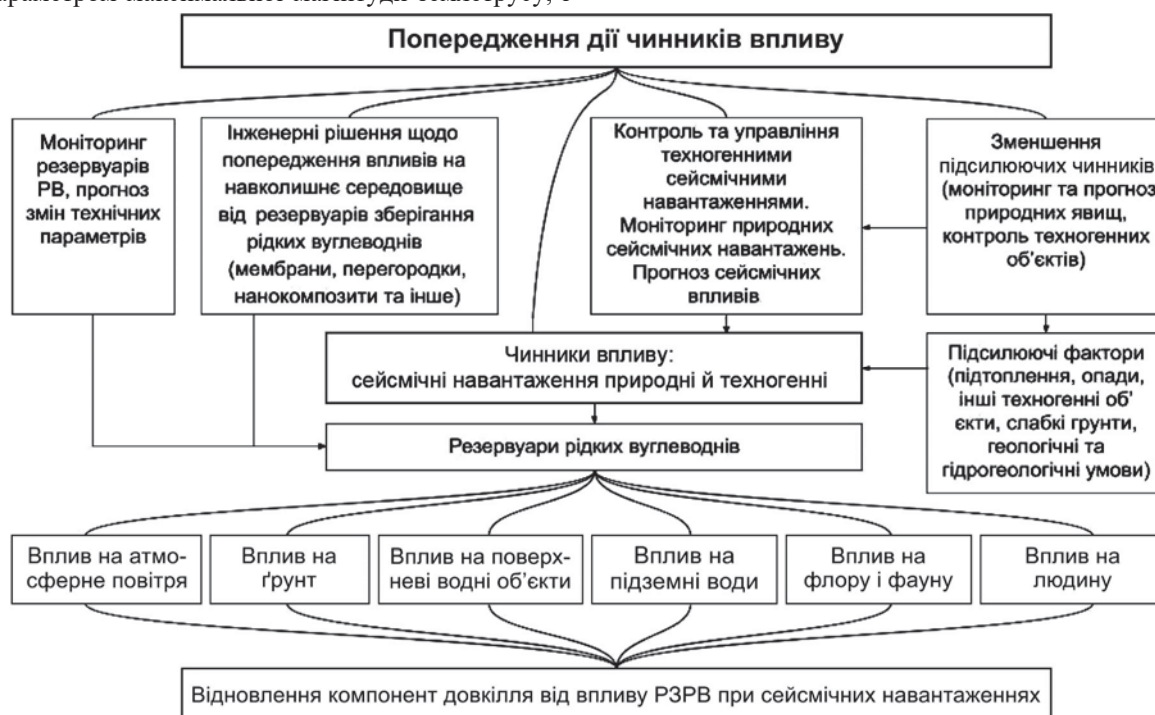 Попередження дії чинників впливу
Моніторинг
резервуарів
РВ, прогноз
змін технічних
параметрів
Інженерні рішення щодо
попередження впливів на
навколишнє середовище
від резервуарів зберігання
рідких вуглеводнів
(мембрани, перегородки,
нанокомпозити та інше)
Контроль та управління
техногенними
сейсмічними
навантаженнями.
Моніторинг природних
сейсмічних навантажень.
Прогноз сейсмічних
впливів
Зменшення
підсилюючих чинників
(моніторинг та прогноз
природних явищ,
контроль техногенних
об'єктів)
Чинники впливу:
сейсмічні навантаження природні й техногенні
Підсилюючі фактори
(підтоплення, опади,
інші техногенні об'
єкти, слабкі грунти,
геологічні та
гідрогеологічні умови)
Резервуари рідких вуглеводнів
Вплив на атмо-
сферне повітря
Вплив на
ґрунт
Вплив на поверх-
неві водні об'єкти
Вплив на
підземні води
Вплив на
флору і фауну
Вплив на
людину
Відновлення компонент довкілля від впливу РЗРВ при сейсмічних навантаженнях